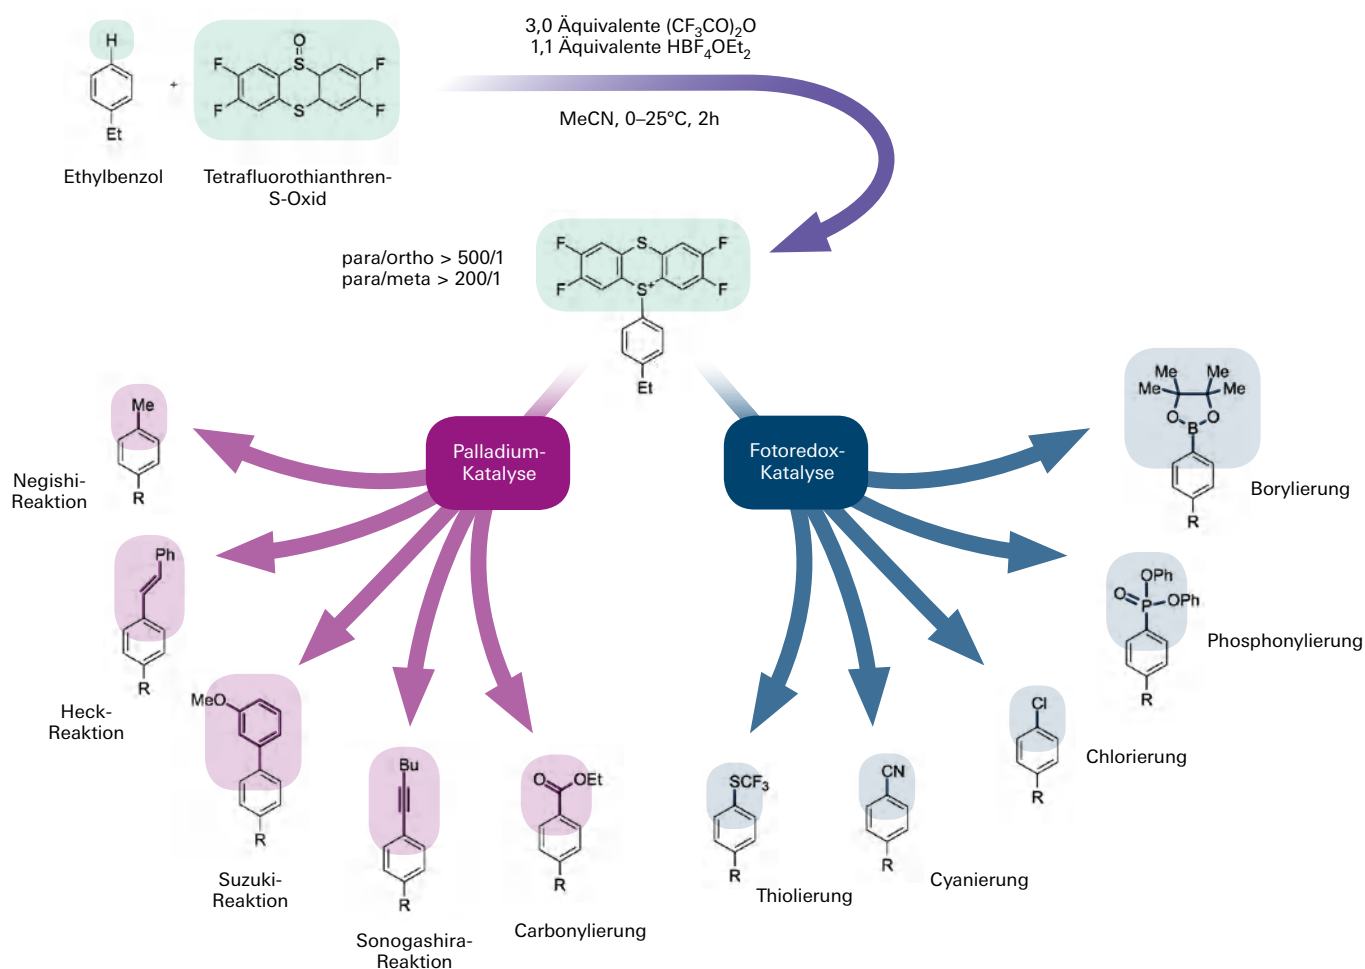 3,0 Äquivalente (CF₃CO)₂O
1,1 Äquivalente HBF₄OEt₂
MeCN, 0–25°C, 2h
H
Et
+
O
S
F
F
S
F
F
Ethylbenzol
Tetrafluorothianthren-
S-Oxid
para/ortho > 500/1
para/meta > 200/1
F
S
F
F
S⁺
F
Et
Palladium-
Katalyse
Fotoredox-
Katalyse
Me
R
Negishi-
Reaktion
Ph
R
Heck-
Reaktion
MeO
R
Suzuki-
Reaktion
Bu
R
Sonogashira-
Reaktion
O
OEt
R
Carbonylierung
SCF₃
R
Thiolierung
CN
R
Cyanierung
Cl
R
Chlorierung
OPh
O
P
OPh
R
Phosphonylierung
Me
Me
Me
Me
O
O
B
R
Borylierung